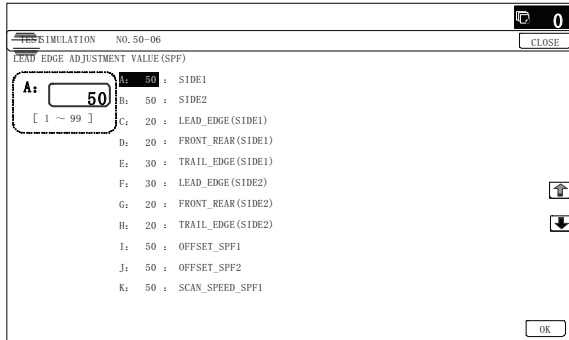 0
TEST SIMULATION NO.50-06
CLOSE
LEAD EDGE ADJUSTMENT VALUE(SPF)
A: 50
[ 1 ~ 99 ]
A: 50 : SIDE1
B: 50 : SIDE2
C: 20 : LEAD_EDGE(SIDE1)
D: 20 : FRONT_REAR(SIDE1)
E: 30 : TRAIL_EDGE(SIDE1)
F: 30 : LEAD_EDGE(SIDE2)
G: 20 : FRONT_REAR(SIDE2)
H: 20 : TRAIL_EDGE(SIDE2)
I: 50 : OFFSET_SPF1
J: 50 : OFFSET_SPF2
K: 50 : SCAN_SPEED_SPF1
OK